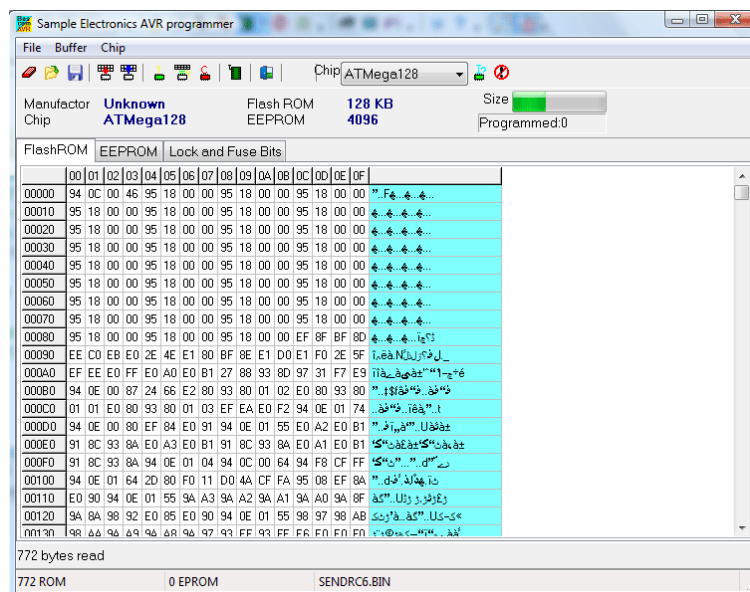 Sample Electronics AVR programmer
File Buffer Chip
Chip ATMega128
Manufactor Unknown Flash ROM 128 KB Size
Chip ATMega128 EEPROM 4096 Programmed:0
FlashROM EEPROM Lock and Fuse Bits
00 01 02 03 04 05 06 07 08 09 0A 0B 0C 0D 0E 0F
00000 94 0C 00 46 95 18 00 00 95 18 00 00 95 18 00 00
00010 95 18 00 00 95 18 00 00 95 18 00 00 95 18 00 00
00020 95 18 00 00 95 18 00 00 95 18 00 00 95 18 00 00
00030 95 18 00 00 95 18 00 00 95 18 00 00 95 18 00 00
00040 95 18 00 00 95 18 00 00 95 18 00 00 95 18 00 00
00050 95 18 00 00 95 18 00 00 95 18 00 00 95 18 00 00
00060 95 18 00 00 95 18 00 00 95 18 00 00 95 18 00 00
00070 95 18 00 00 95 18 00 00 95 18 00 00 95 18 00 00
00080 95 18 00 00 95 18 00 00 95 18 00 00 EF 8F BF 8D
00090 EE C0 EB E0 2E 4E E1 80 BF 8E E1 D0 E1 F0 2E 5F
000A0 EF EE E0 FF E0 A0 E0 B1 27 88 93 8D 97 31 F7 E9
000B0 94 0E 00 87 24 66 E2 80 93 80 01 02 E0 80 93 80
000C0 01 01 E0 80 93 80 01 03 EF EA E0 F2 94 0E 01 74
000D0 94 0E 00 80 EF 84 E0 91 94 0E 01 55 E0 A2 E0 B1
000E0 91 8C 93 8A E0 A3 E0 B1 91 8C 93 8A E0 A1 E0 B1
000F0 91 8C 93 8A 94 0E 01 04 94 0C 00 64 94 F8 CF FF
00100 94 0E 01 64 2D 80 F0 11 D0 4A CF FA 95 08 EF 8A
00110 E0 90 94 0E 01 55 9A A3 9A A2 9A A1 9A A0 9A 8F
00120 9A 8A 98 92 E0 85 E0 90 94 0E 01 55 98 97 98 AB
772 bytes read
772 ROM 0 EPROM SENDRC6.BIN